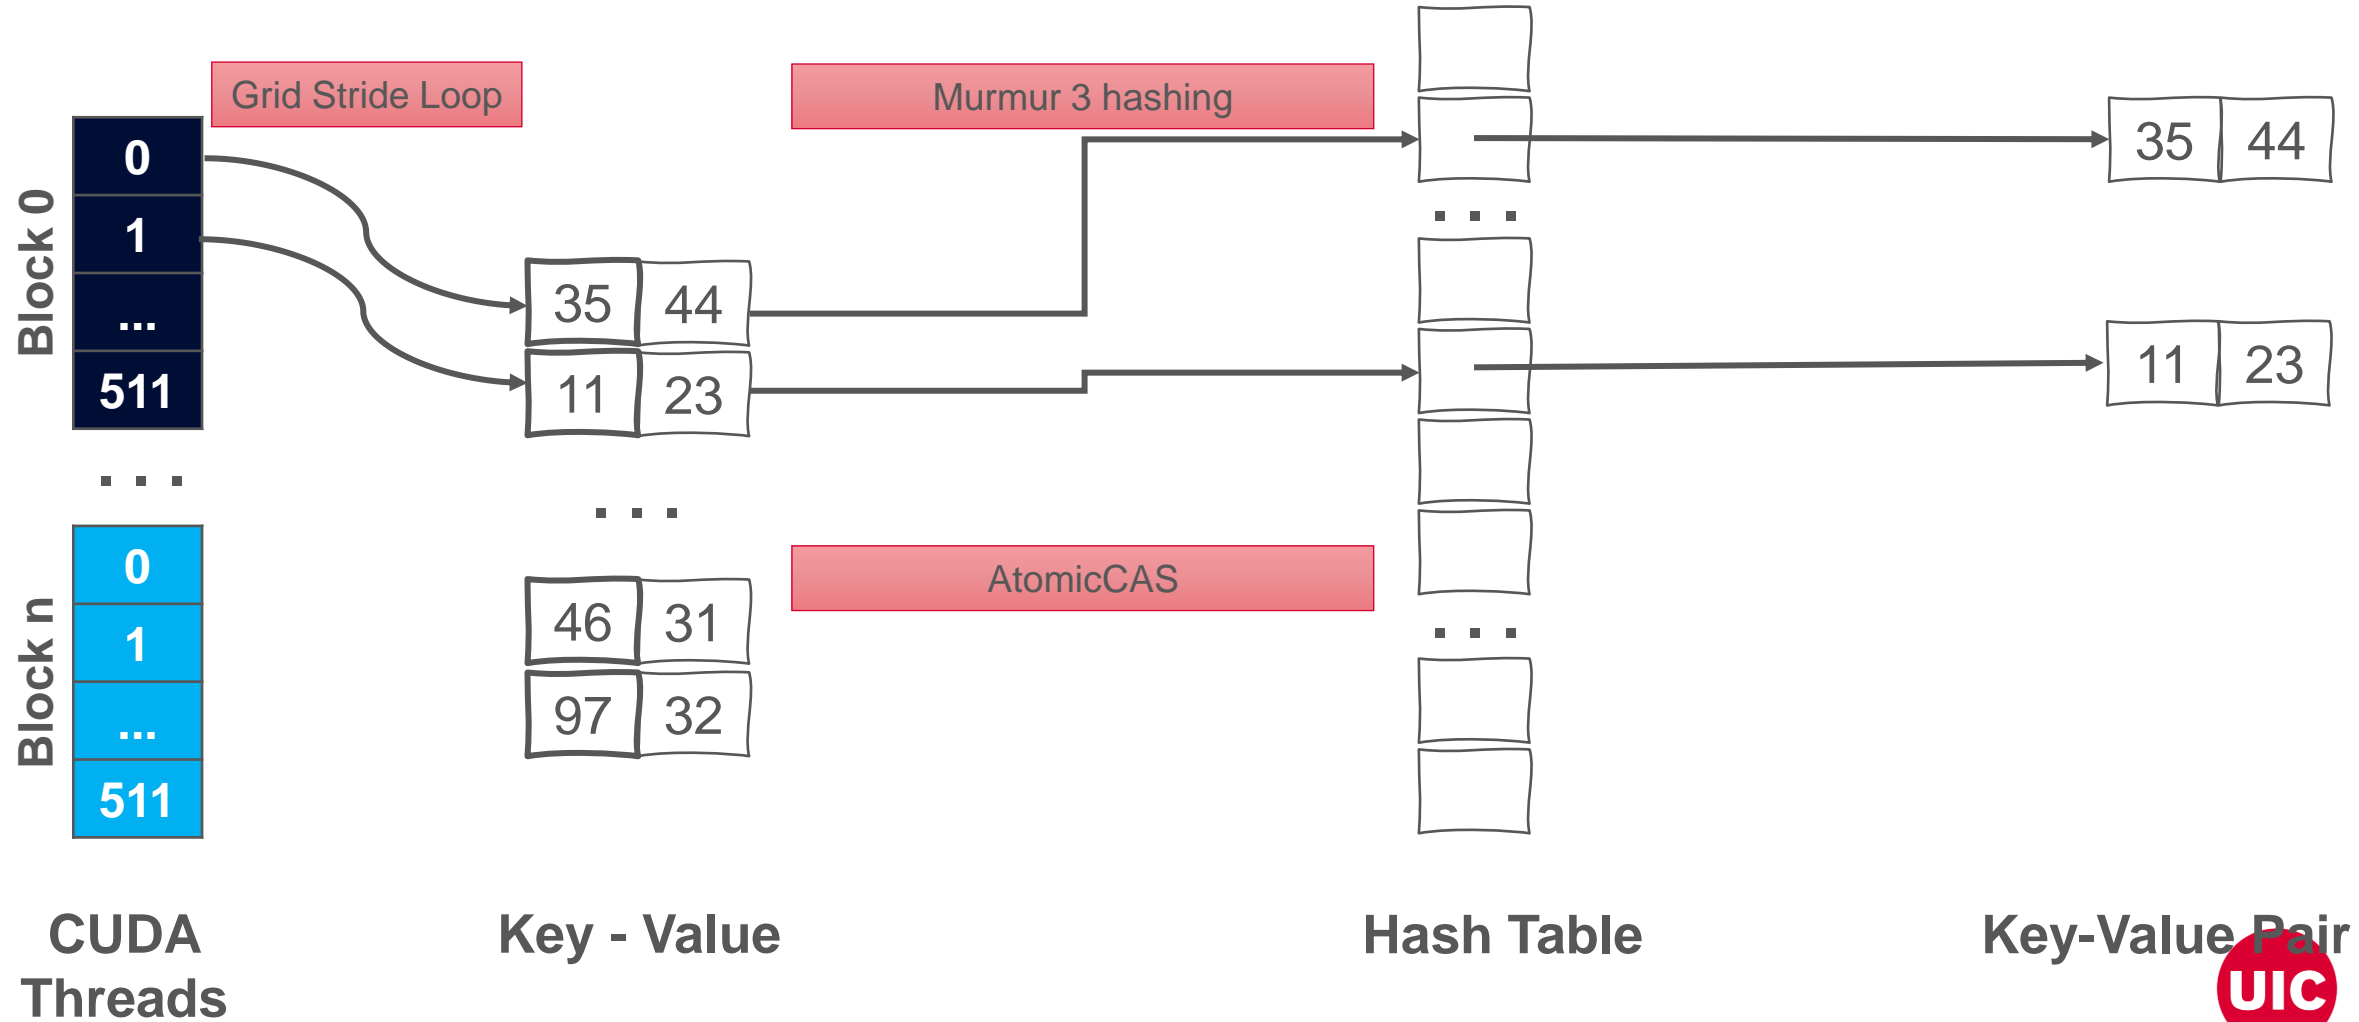 Grid Stride Loop
Murmur 3 hashing
Block 0
0
1
...
511
. . .
Block n
0
1
...
511
35 44
11 23
. . .
46 31
97 32
AtomicCAS
. . .
. . .
35 44
11 23
CUDA
Threads
Key - Value
Hash Table
Key-Value Pair
UIC